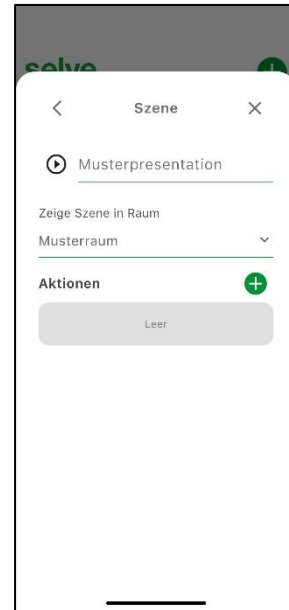 selve
Szene
Musterpresentation
Zeige Szene in Raum
Musterraum
Aktionen
Leer